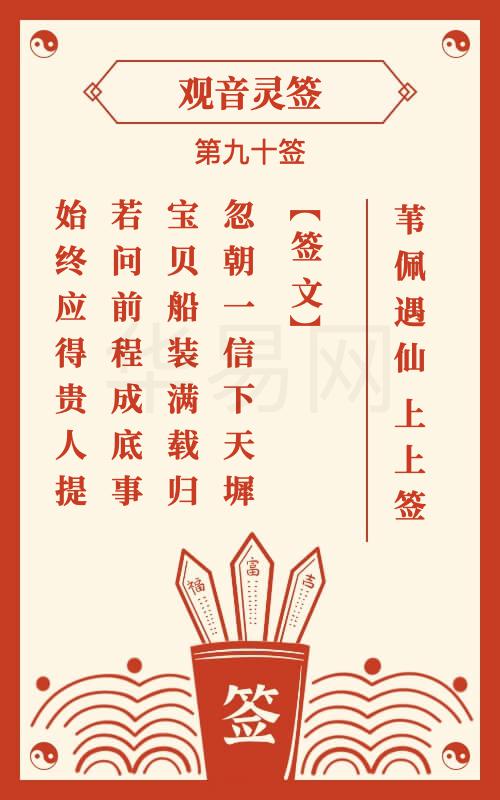 观音灵签
第九十签
苇佩遇仙 上上签
【签文】
忽朝一信下天墀
宝贝船装满载归
若问前程成底事
始终应得贵人提
华易网
福
富
吉
签